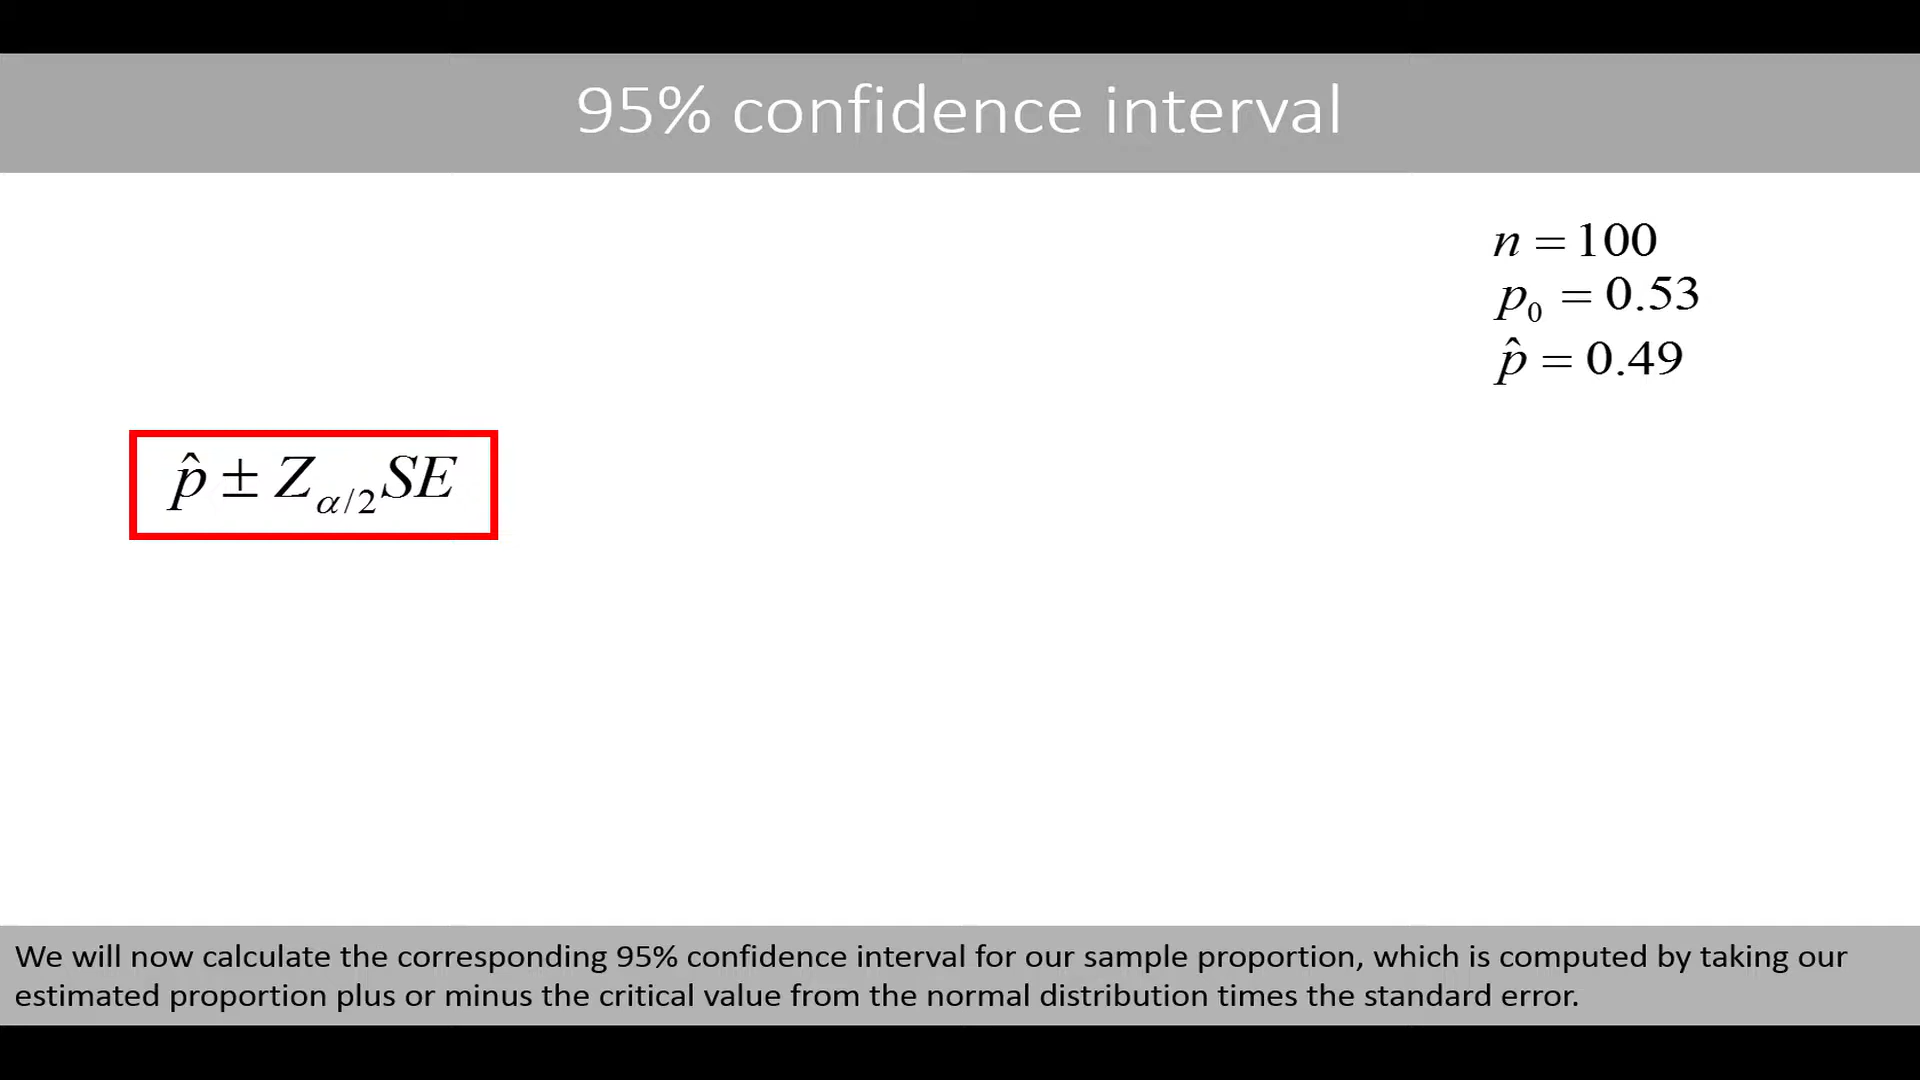 95% confidence interval
n = 100
p₀ = 0.53
p̂ = 0.49
p̂ ± Z_{α/2}SE
We will now calculate the corresponding 95% confidence interval for our sample proportion, which is computed by taking our
estimated proportion plus or minus the critical value from the normal distribution times the standard error.